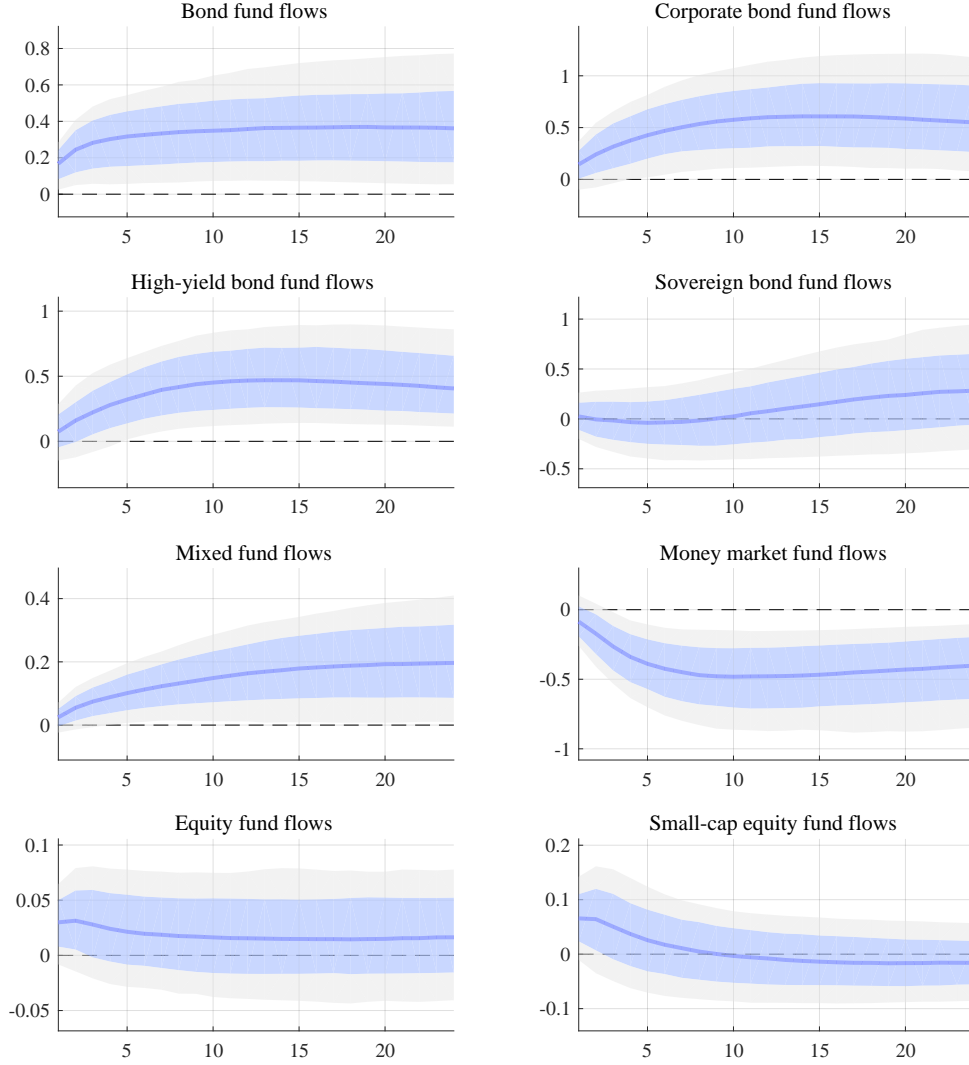 Bond fund flows
0.8
0.6
0.4
0.2
0
5 10 15 20
Corporate bond fund flows
1
0.5
0
5 10 15 20
High-yield bond fund flows
1
0.5
0
5 10 15 20
Sovereign bond fund flows
1
0.5
0
-0.5
5 10 15 20
Mixed fund flows
0.4
0.2
0
5 10 15 20
Money market fund flows
0
-0.5
-1
5 10 15 20
Equity fund flows
0.1
0.05
0
-0.05
5 10 15 20
Small-cap equity fund flows
0.2
0.1
0
-0.1
5 10 15 20